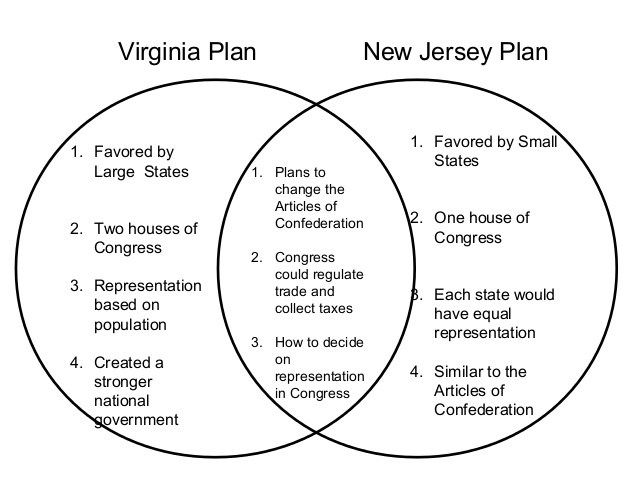 Virginia Plan
New Jersey Plan
1. Favored by
Large States
2. Two houses of
Congress
3. Representation
based on
population
4. Created a
stronger
national
government
1. Plans to
change the
Articles of
Confederation
2. Congress
could regulate
trade and
collect taxes
3. How to decide
on
representation
in Congress
1. Favored by Small
States
2. One house of
Congress
3. Each state would
have equal
representation
4. Similar to the
Articles of
Confederation